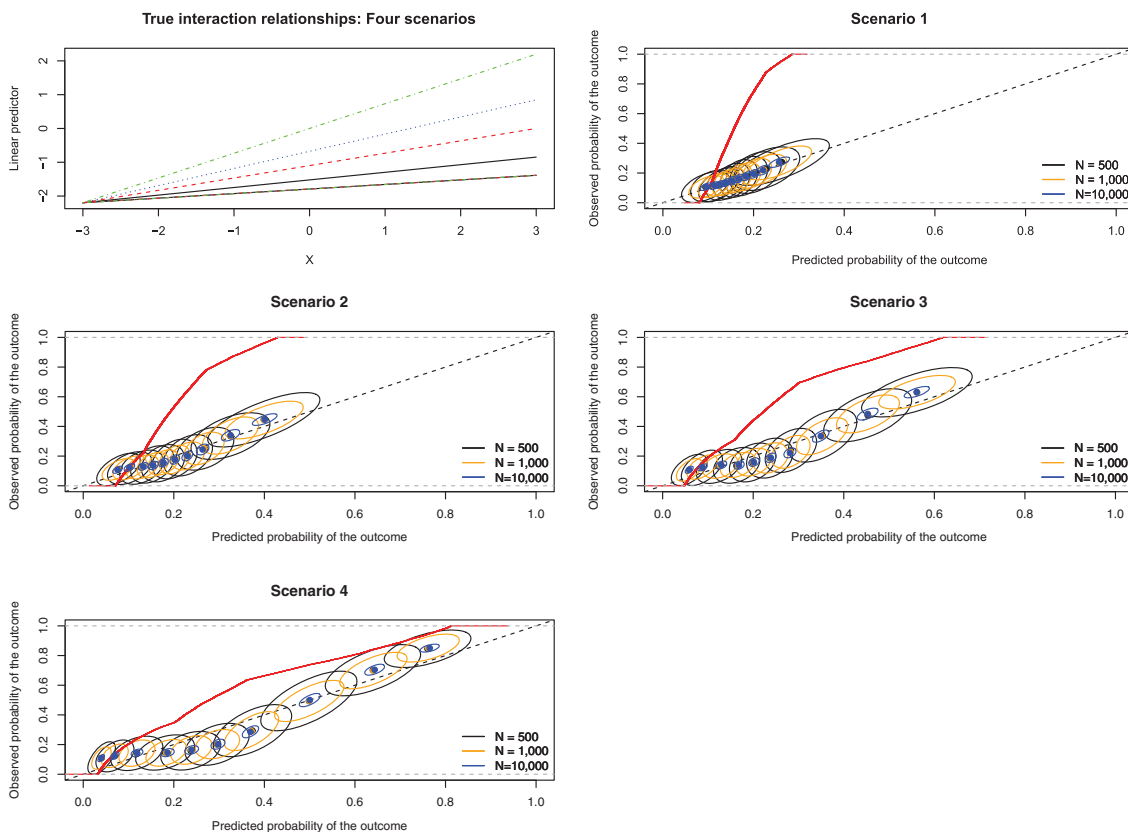 True interaction relationships: Four scenarios
Linear predictor
2
1
0
−1
−2
−3
−2
−1
0
1
2
3
X
Scenario 1
Observed probability of the outcome
1.0
0.8
0.6
0.4
0.2
0.0
N = 500
N = 1,000
N=10,000
0.0
0.2
0.4
0.6
0.8
1.0
Predicted probability of the outcome
Scenario 2
Observed probability of the outcome
1.0
0.8
0.6
0.4
0.2
0.0
N = 500
N = 1,000
N=10,000
0.0
0.2
0.4
0.6
0.8
1.0
Predicted probability of the outcome
Scenario 3
Observed probability of the outcome
1.0
0.8
0.6
0.4
0.2
0.0
N = 500
N = 1,000
N=10,000
0.0
0.2
0.4
0.6
0.8
1.0
Predicted probability of the outcome
Scenario 4
Observed probability of the outcome
1.0
0.8
0.6
0.4
0.2
0.0
N = 500
N = 1,000
N=10,000
0.0
0.2
0.4
0.6
0.8
1.0
Predicted probability of the outcome